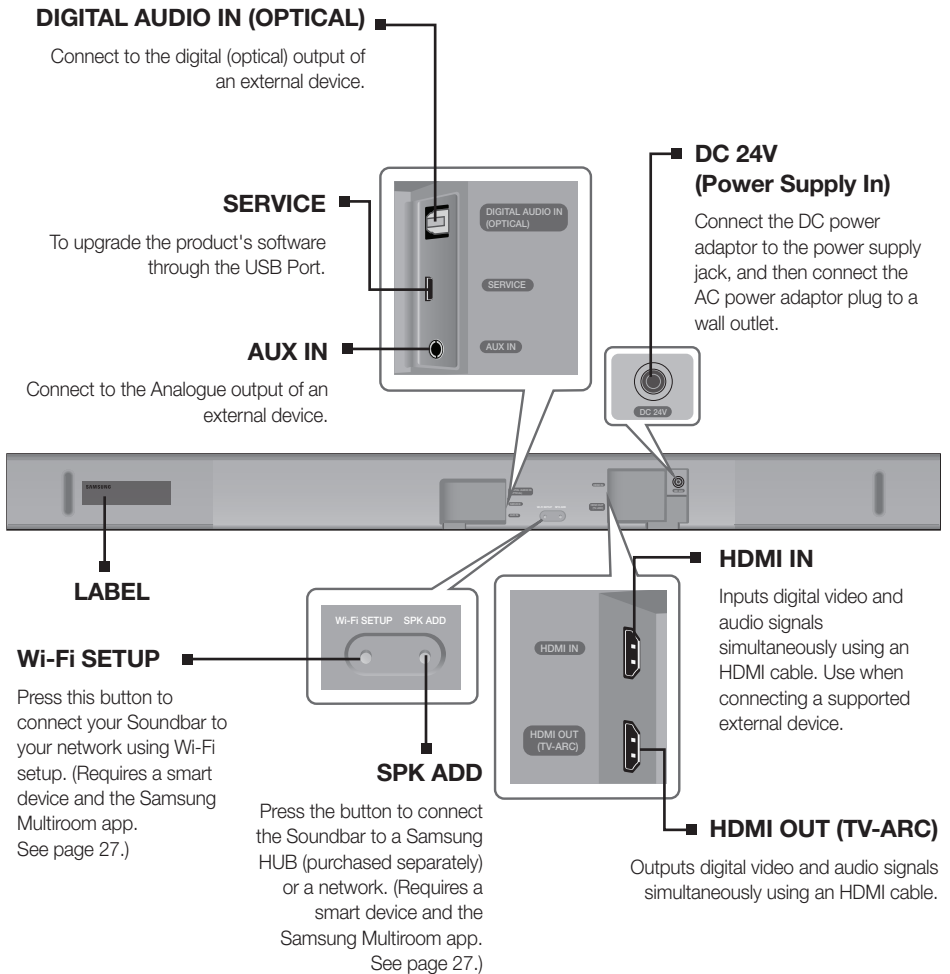 DIGITAL AUDIO IN (OPTICAL)
Connect to the digital (optical) output of
an external device.
SERVICE
To upgrade the product's software
through the USB Port.
AUX IN
Connect to the Analogue output of an
external device.
DIGITAL AUDIO IN
(OPTICAL)
SERVICE
AUX IN
DC 24V
(Power Supply In)
Connect the DC power
adaptor to the power supply
jack, and then connect the
AC power adaptor plug to a
wall outlet.
DC 24V
SAMSUNG
LABEL
Wi-Fi SETUP
Press this button to
connect your Soundbar to
your network using Wi-Fi
setup. (Requires a smart
device and the Samsung
Multiroom app.
See page 27.)
Wi-Fi SETUP SPK ADD
SPK ADD
Press the button to connect
the Soundbar to a Samsung
HUB (purchased separately)
or a network. (Requires a
smart device and the
Samsung Multiroom app.
See page 27.)
HDMI IN
HDMI OUT
(TV-ARC)
HDMI IN
Inputs digital video and
audio signals
simultaneously using an
HDMI cable. Use when
connecting a supported
external device.
HDMI OUT (TV-ARC)
Outputs digital video and audio signals
simultaneously using an HDMI cable.